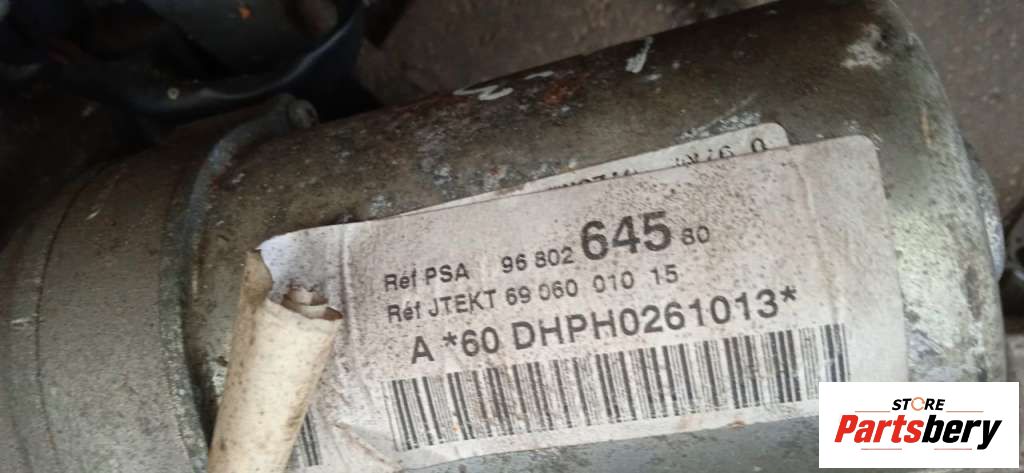 Réf PSA 96 802 645 80
Réf JTEKT 69 060 010 15
A *60 DHPH0261013*
STORE
Partsbery